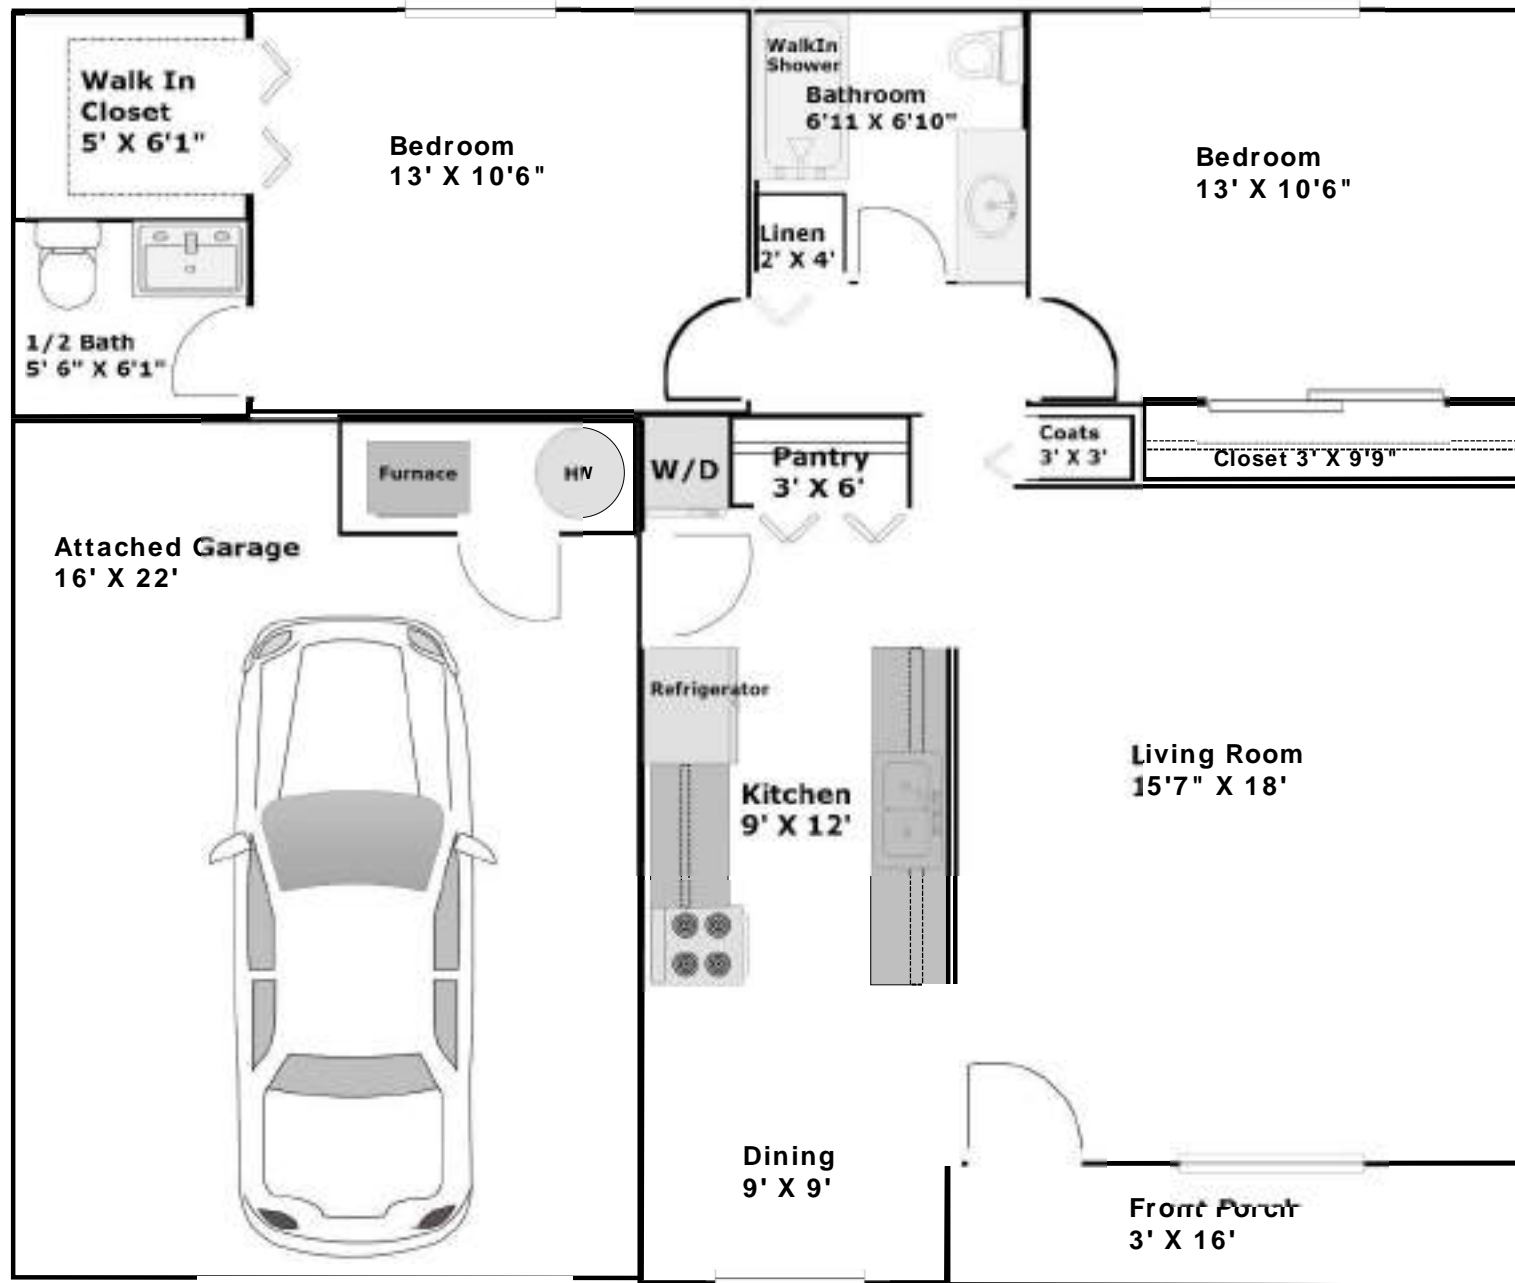 Walk In
Closet
5' X 6'1"
Bedroom
13' X 10'6"
WalkIn
Shower
Bathroom
6'11 X 6'10"
Bedroom
13' X 10'6"
Linen
2' X 4'
1/2 Bath
5' 6" X 6'1"
Furnace
HW
W/D
Pantry
3' X 6'
Coats
3' X 3'
Closet 3' X 9'9"
Attached Garage
16' X 22'
Refrigerator
Kitchen
9' X 12'
Living Room
15'7" X 18'
Dining
9' X 9'
Front Porch
3' X 16'